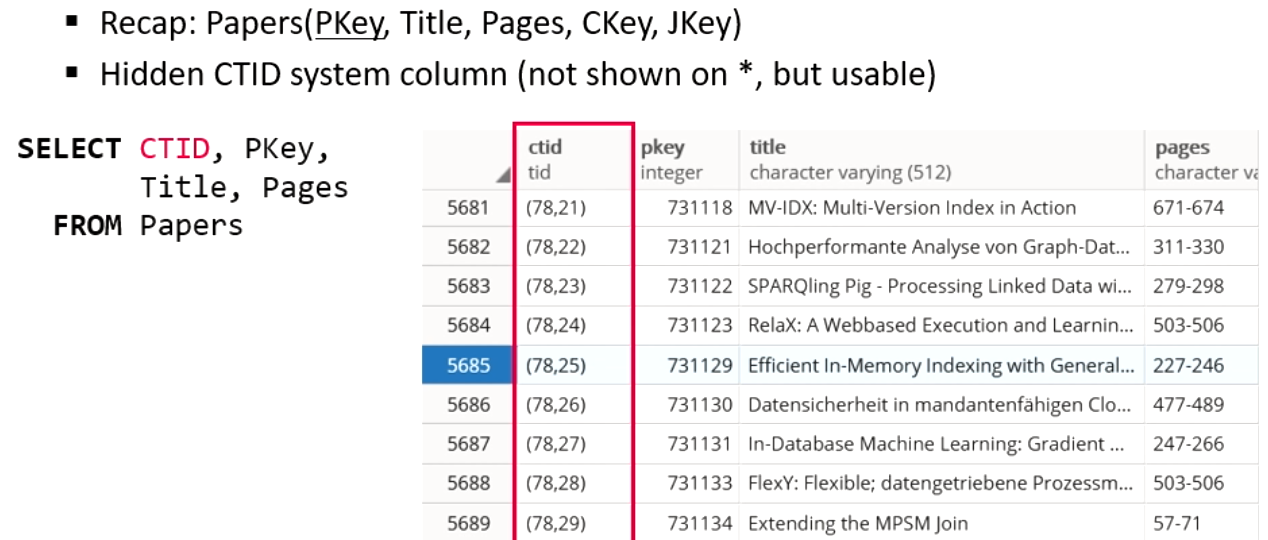 ▪ Recap: Papers(PKey, Title, Pages, CKey, JKey)
▪ Hidden CTID system column (not shown on *, but usable)
SELECT CTID, PKey,
Title, Pages
FROM Papers
ctid pkey title pages
tid integer character varying (512) character va
5681 (78,21) 731118 MV-IDX: Multi-Version Index in Action 671-674
5682 (78,22) 731121 Hochperformante Analyse von Graph-Dat... 311-330
5683 (78,23) 731122 SPARQling Pig - Processing Linked Data wi... 279-298
5684 (78,24) 731123 RelaX: A Webbased Execution and Learnin... 503-506
5685 (78,25) 731129 Efficient In-Memory Indexing with General... 227-246
5686 (78,26) 731130 Datensicherheit in mandantenfähigen Clo... 477-489
5687 (78,27) 731131 In-Database Machine Learning: Gradient ... 247-266
5688 (78,28) 731133 FlexY: Flexible; datengetriebene Prozessm... 503-506
5689 (78,29) 731134 Extending the MPSM Join 57-71